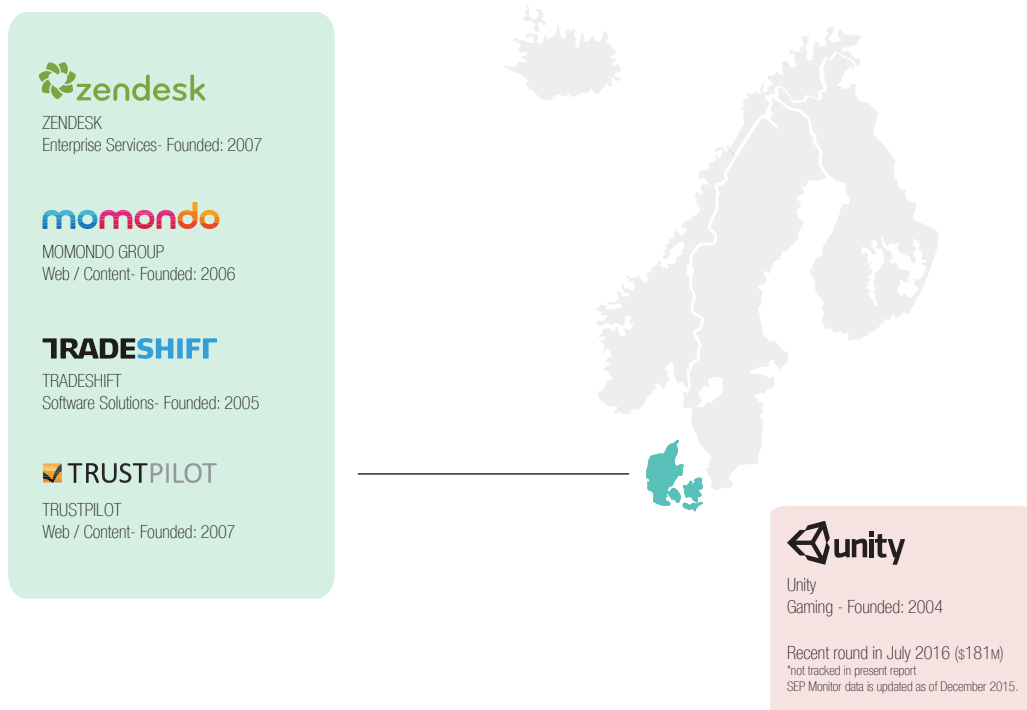 zendesk
ZENDESK
Enterprise Services- Founded: 2007
momondo
MOMONDO GROUP
Web / Content- Founded: 2006
TRADESHIFT
TRADESHIFT
Software Solutions- Founded: 2005
TRUSTPILOT
TRUSTPILOT
Web / Content- Founded: 2007
unity
Unity
Gaming - Founded: 2004
Recent round in July 2016 ($181M)
*not tracked in present report
SEP Monitor data is updated as of December 2015.